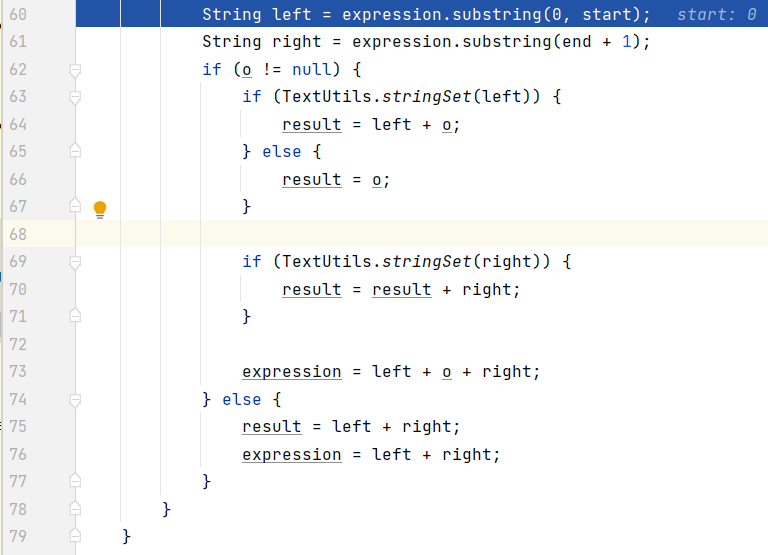 60 String left = expression.substring(0, start); start: 0
61 String right = expression.substring(end + 1);
62 if (o != null) {
63 if (TextUtils.stringSet(left)) {
64 result = left + o;
65 } else {
66 result = o;
67 }
68
69 if (TextUtils.stringSet(right)) {
70 result = result + right;
71 }
72
73 expression = left + o + right;
74 } else {
75 result = left + right;
76 expression = left + right;
77 }
78 }
79 }